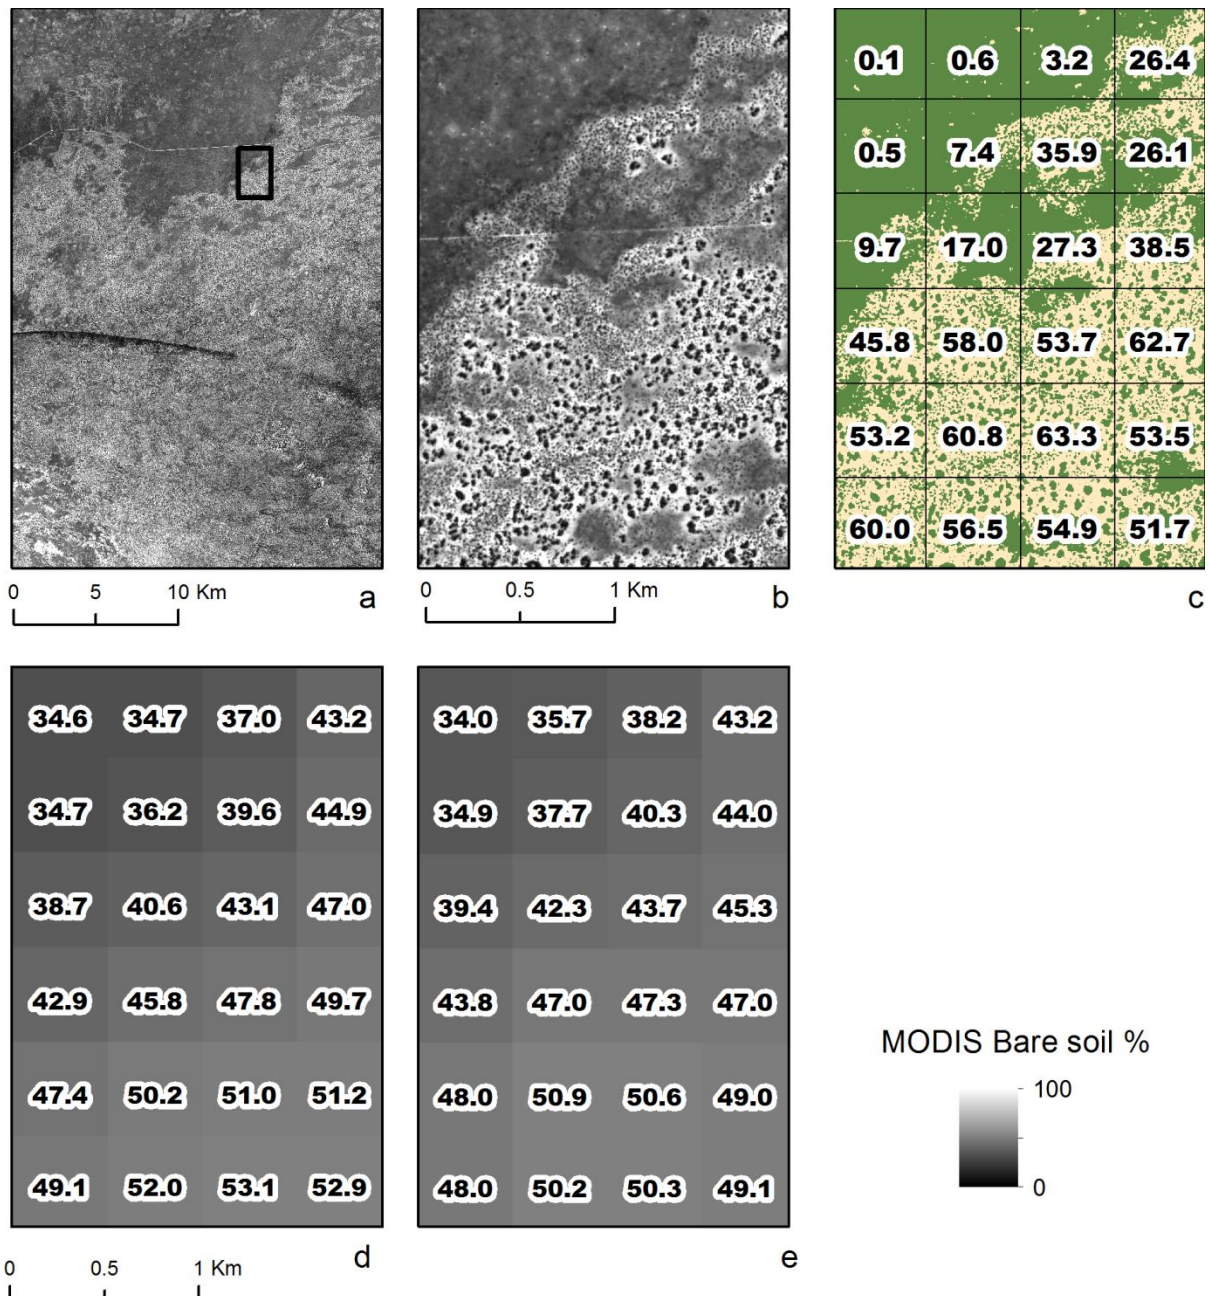 0.1 0.6 3.2 26.4
0.5 7.4 35.9 26.1
9.7 17.0 27.3 38.5
45.8 58.0 53.7 62.7
53.2 60.8 63.3 53.5
60.0 56.5 54.9 51.7
0 5 10 Km a
0 0.5 1 Km b
c
34.6 34.7 37.0 43.2
34.7 36.2 39.6 44.9
38.7 40.6 43.1 47.0
42.9 45.8 47.8 49.7
47.4 50.2 51.0 51.2
49.1 52.0 53.1 52.9
d
0 0.5 1 Km
34.0 35.7 38.2 43.2
34.9 37.7 40.3 44.0
39.4 42.3 43.7 45.3
43.8 47.0 47.3 47.0
48.0 50.9 50.6 49.0
48.0 50.2 50.3 49.1
e
MODIS Bare soil %
100
0